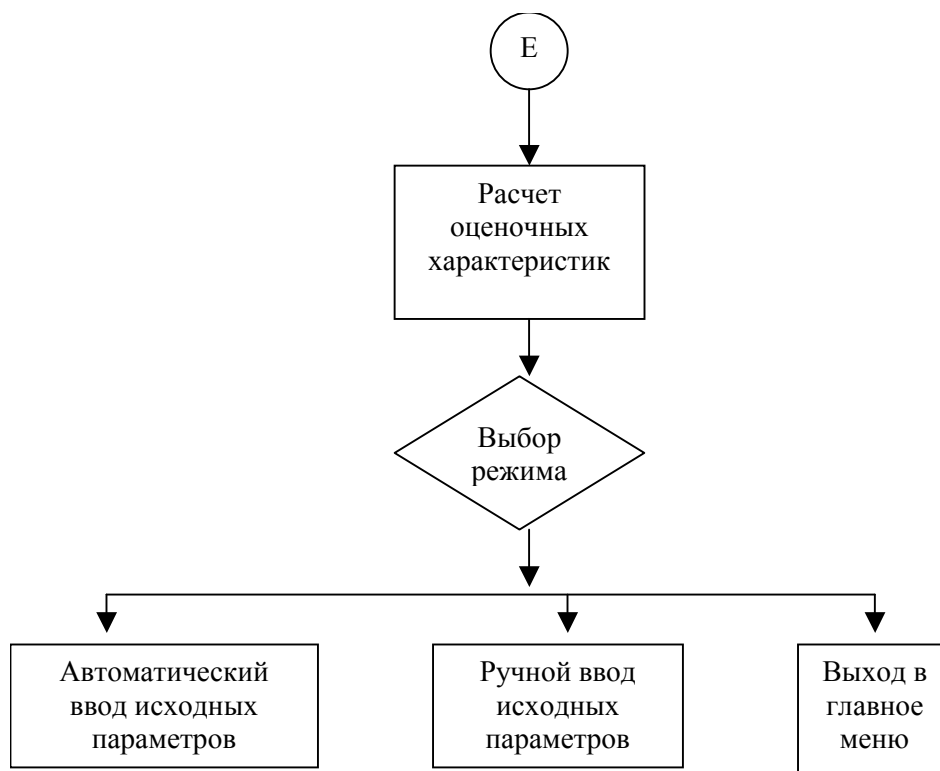 Е
Расчет
оценочных
характеристик
Выбор
режима
Автоматический
ввод исходных
параметров
Ручной ввод
исходных
параметров
Выход в
главное
меню